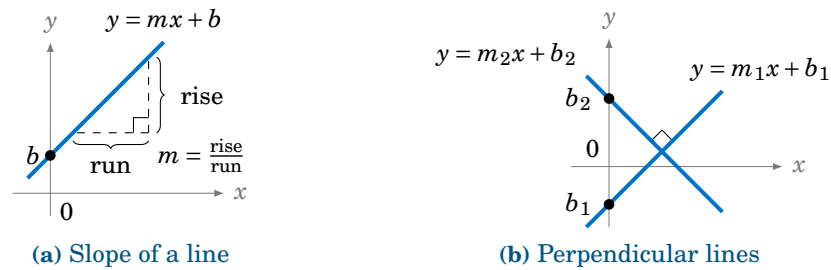 y
y = mx + b
rise
b
run
m = rise/run
x
0
(a) Slope of a line
y
y = m₂x + b₂
y = m₁x + b₁
b₂
0
x
b₁
(b) Perpendicular lines